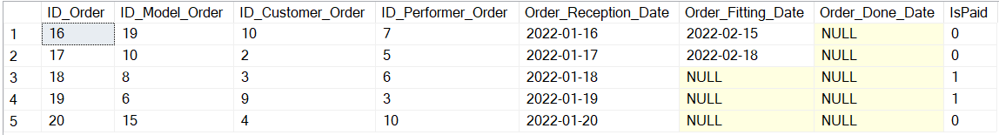 ID_Order ID_Model_Order ID_Customer_Order ID_Performer_Order Order_Reception_Date Order_Fitting_Date Order_Done_Date IsPaid
1 16 19 10 7 2022-01-16 2022-02-15 NULL 0
2 17 10 2 5 2022-01-17 2022-02-18 NULL 0
3 18 8 3 6 2022-01-18 NULL NULL 1
4 19 6 9 3 2022-01-19 NULL NULL 1
5 20 15 4 10 2022-01-20 NULL NULL 0